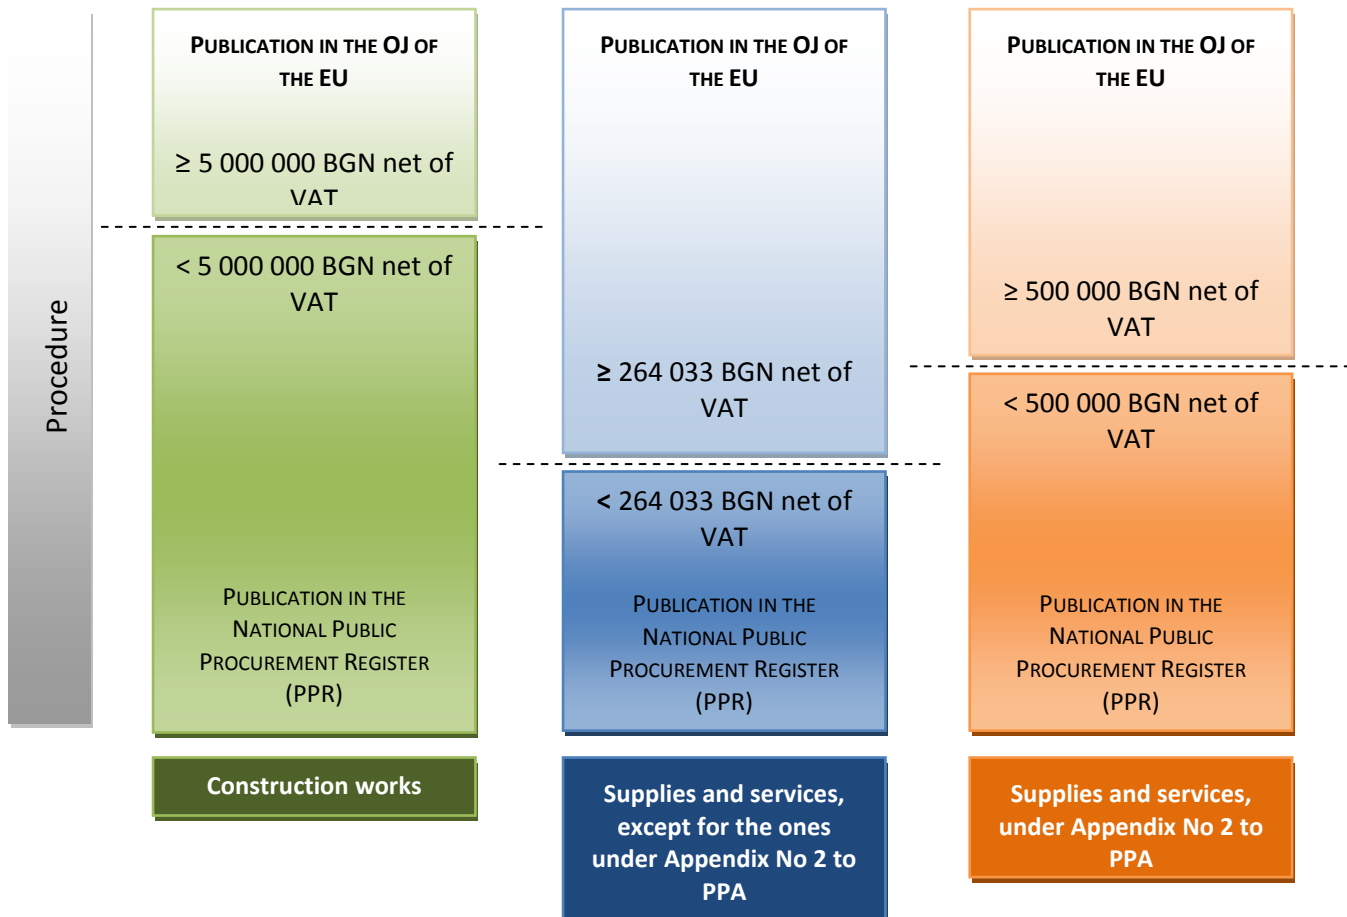 Procedure
PUBLICATION IN THE OJ OF
THE EU
≥ 5 000 000 BGN net of
VAT
< 5 000 000 BGN net of
VAT
PUBLICATION IN THE
NATIONAL PUBLIC
PROCUREMENT REGISTER
(PPR)
Construction works
PUBLICATION IN THE OJ OF
THE EU
≥ 264 033 BGN net of
VAT
< 264 033 BGN net of
VAT
PUBLICATION IN THE
NATIONAL PUBLIC
PROCUREMENT REGISTER
(PPR)
Supplies and services,
except for the ones
under Appendix No 2 to
PPA
PUBLICATION IN THE OJ OF
THE EU
≥ 500 000 BGN net of
VAT
< 500 000 BGN net of
VAT
PUBLICATION IN THE
NATIONAL PUBLIC
PROCUREMENT REGISTER
(PPR)
Supplies and services,
under Appendix No 2 to
PPA